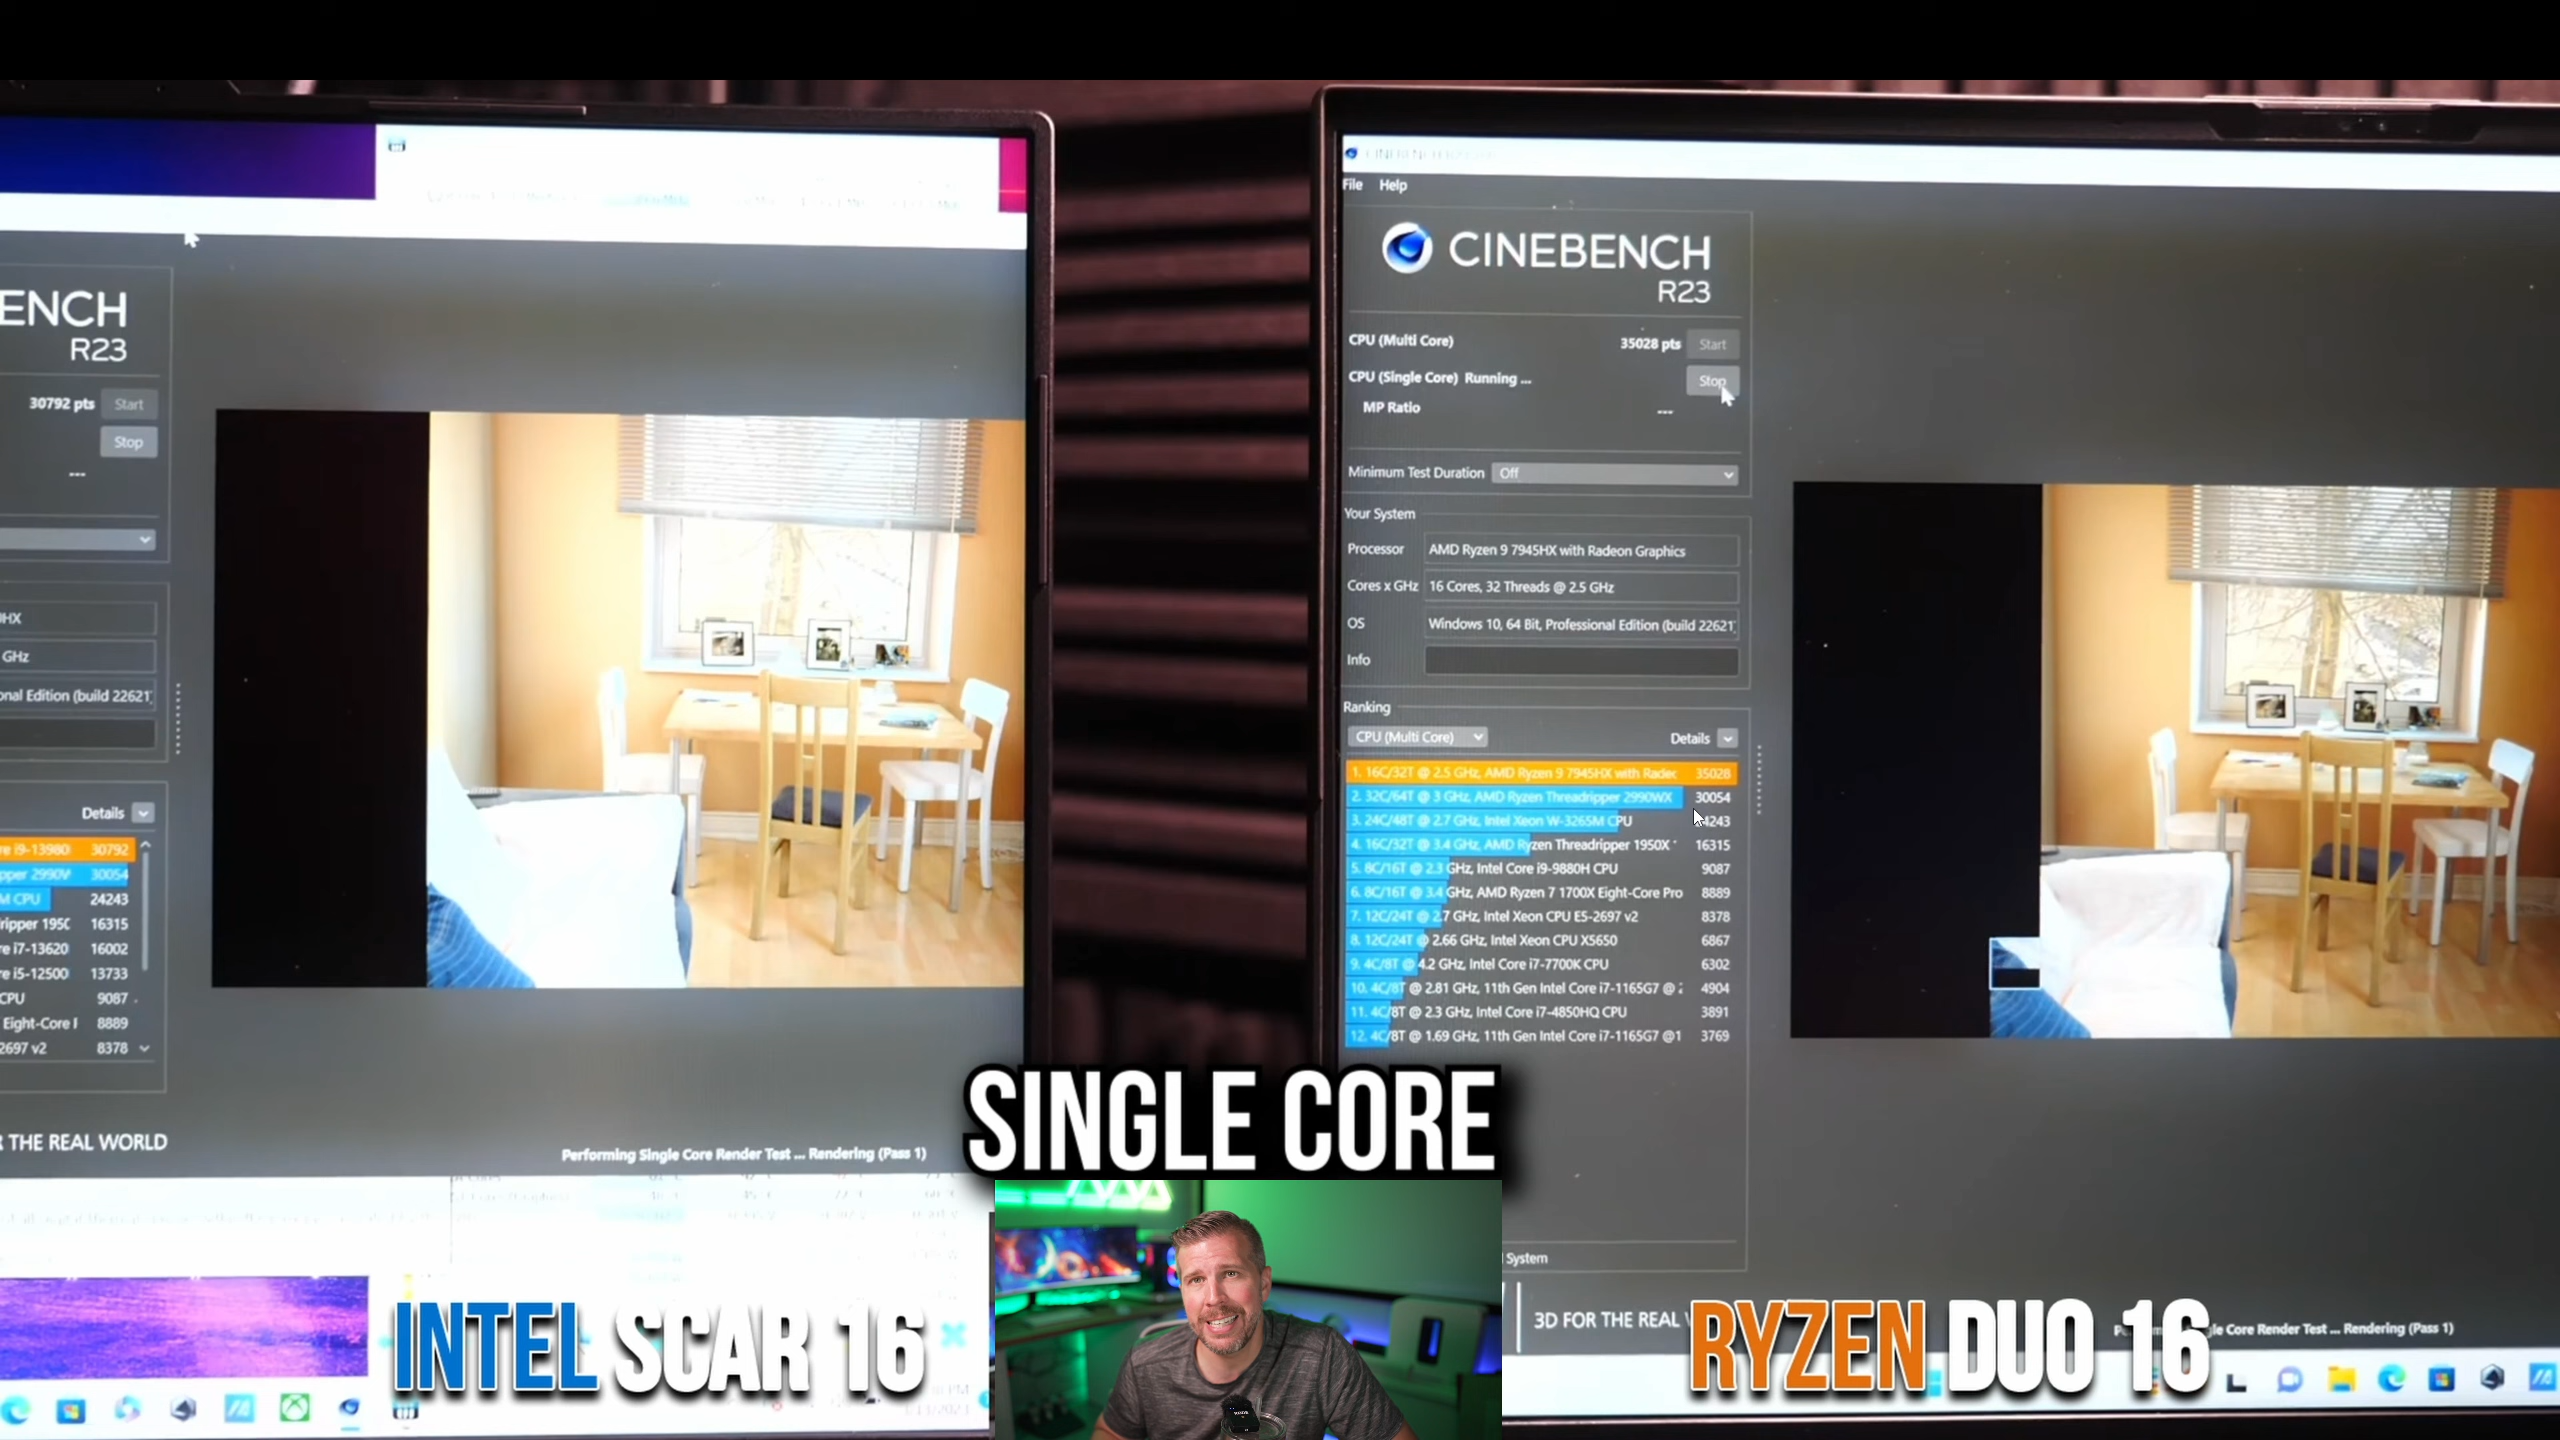 ENCH
R23
30792 pts Start
Stop
---
HX
GHz
onal Edition (build 22621
Details
re i9-13980 30792
pper 2990W 30054
M CPU 24243
ripper 195C 16315
re i7-13620 16002
re i5-12500 13733
CPU 9087
Eight-Core 8889
2697 v2 8378
THE REAL WORLD
Performing Single Core Render Test ... Rendering (Pass 1)
File Help
CINEBENCH
R23
CPU (Multi Core) 35028 pts Start
CPU (Single Core) Running ... Stop
MP Ratio ---
Minimum Test Duration Off
Your System
Processor AMD Ryzen 9 7945HX with Radeon Graphics
Cores x GHz 16 Cores, 32 Threads @ 2.5 GHz
OS Windows 10, 64 Bit, Professional Edition (build 22621
Info
Ranking
CPU (Multi Core) Details
1. 16C/32T @ 2.5 GHz, AMD Ryzen 9 7945HX with Radec 35028
2. 32C/64T @ 3 GHz, AMD Ryzen Threadripper 2990WX 30054
3. 24C/48T @ 2.7 GHz, Intel Xeon W-3265M CPU 4243
4. 16C/32T @ 3.4 GHz, AMD Ryzen Threadripper 1950X 16315
5. 8C/16T @ 2.3 GHz, Intel Core i9-9880H CPU 9087
6. 8C/16T @ 3.4 GHz, AMD Ryzen 7 1700X Eight-Core Pro 8889
7. 12C/24T @ 2.7 GHz, Intel Xeon CPU E5-2697 v2 8378
8. 12C/24T @ 2.66 GHz, Intel Xeon CPU X5650 6867
9. 4C/8T @ 4.2 GHz, Intel Core i7-7700K CPU 6302
10. 4C/8T @ 2.81 GHz, 11th Gen Intel Core i7-1165G7 @ 4904
11. 4C/8T @ 2.3 GHz, Intel Core i7-4850HQ CPU 3891
12. 4C/8T @ 1.69 GHz, 11th Gen Intel Core i7-1165G7 @1 3769
System
3D FOR THE REAL
le Core Render Test ... Rendering (Pass 1)
SINGLE CORE
INTEL SCAR 16
RYZEN DUO 16